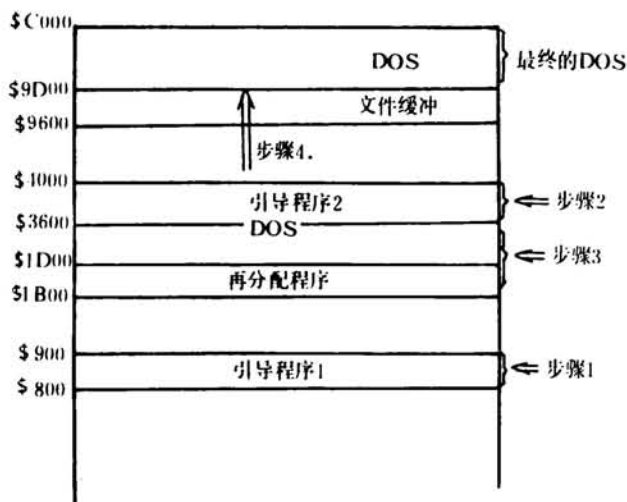 $C000
DOS
最终的DOS
$9D00
文件缓冲
$9600
步骤4.
$4000
引导程序2
步骤2
$3600
DOS
步骤3
$1D00
再分配程序
$1B00
$900
引导程序1
步骤1
$800